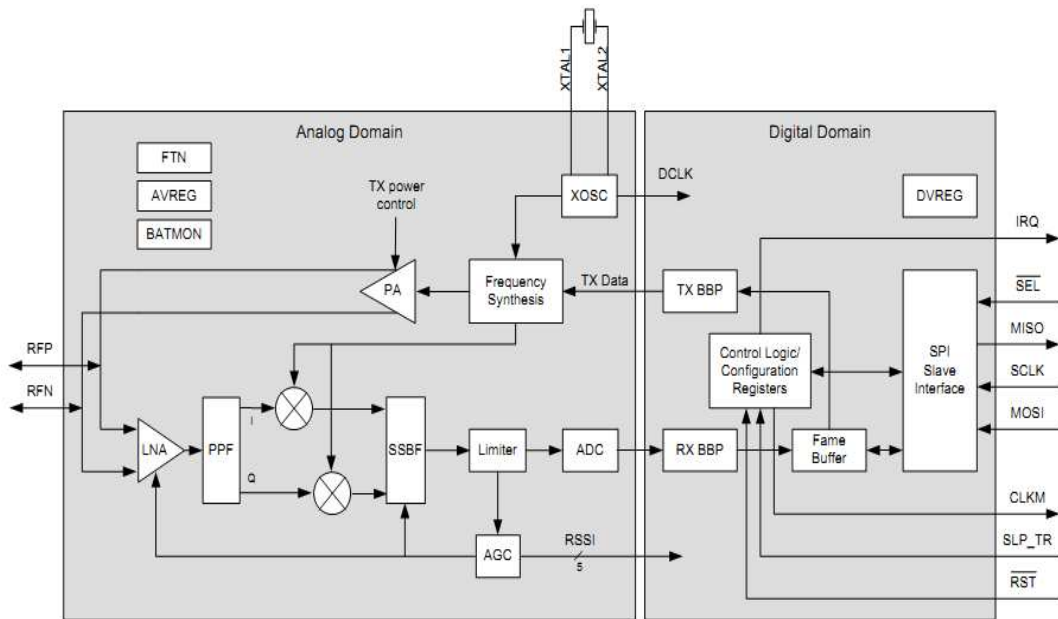 XTAL1
XTAL2
Analog Domain
Digital Domain
FTN
AVREG
BATMON
TX power
control
XOSC
DCLK
DVREG
IRQ
PA
Frequency
Synthesis
TX Data
TX BBP
SEL
MISO
SCLK
MOSI
Control Logic/
Configuration
Registers
SPI
Slave
Interface
RFP
RFN
LNA
PPF
I
Q
SSBF
Limiter
ADC
RX BBP
Fame
Buffer
AGC
RSSI
5
CLKM
SLP_TR
RST